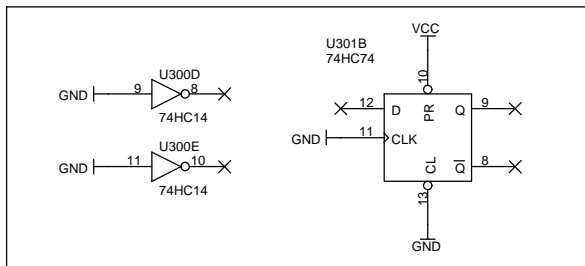 U300D
GND 9 8
74HC14
U300E
GND 11 10
74HC14
U301B
74HC74
VCC
10
12 D PR Q 9
GND 11 CLK
CL Q̅ 8
13
GND